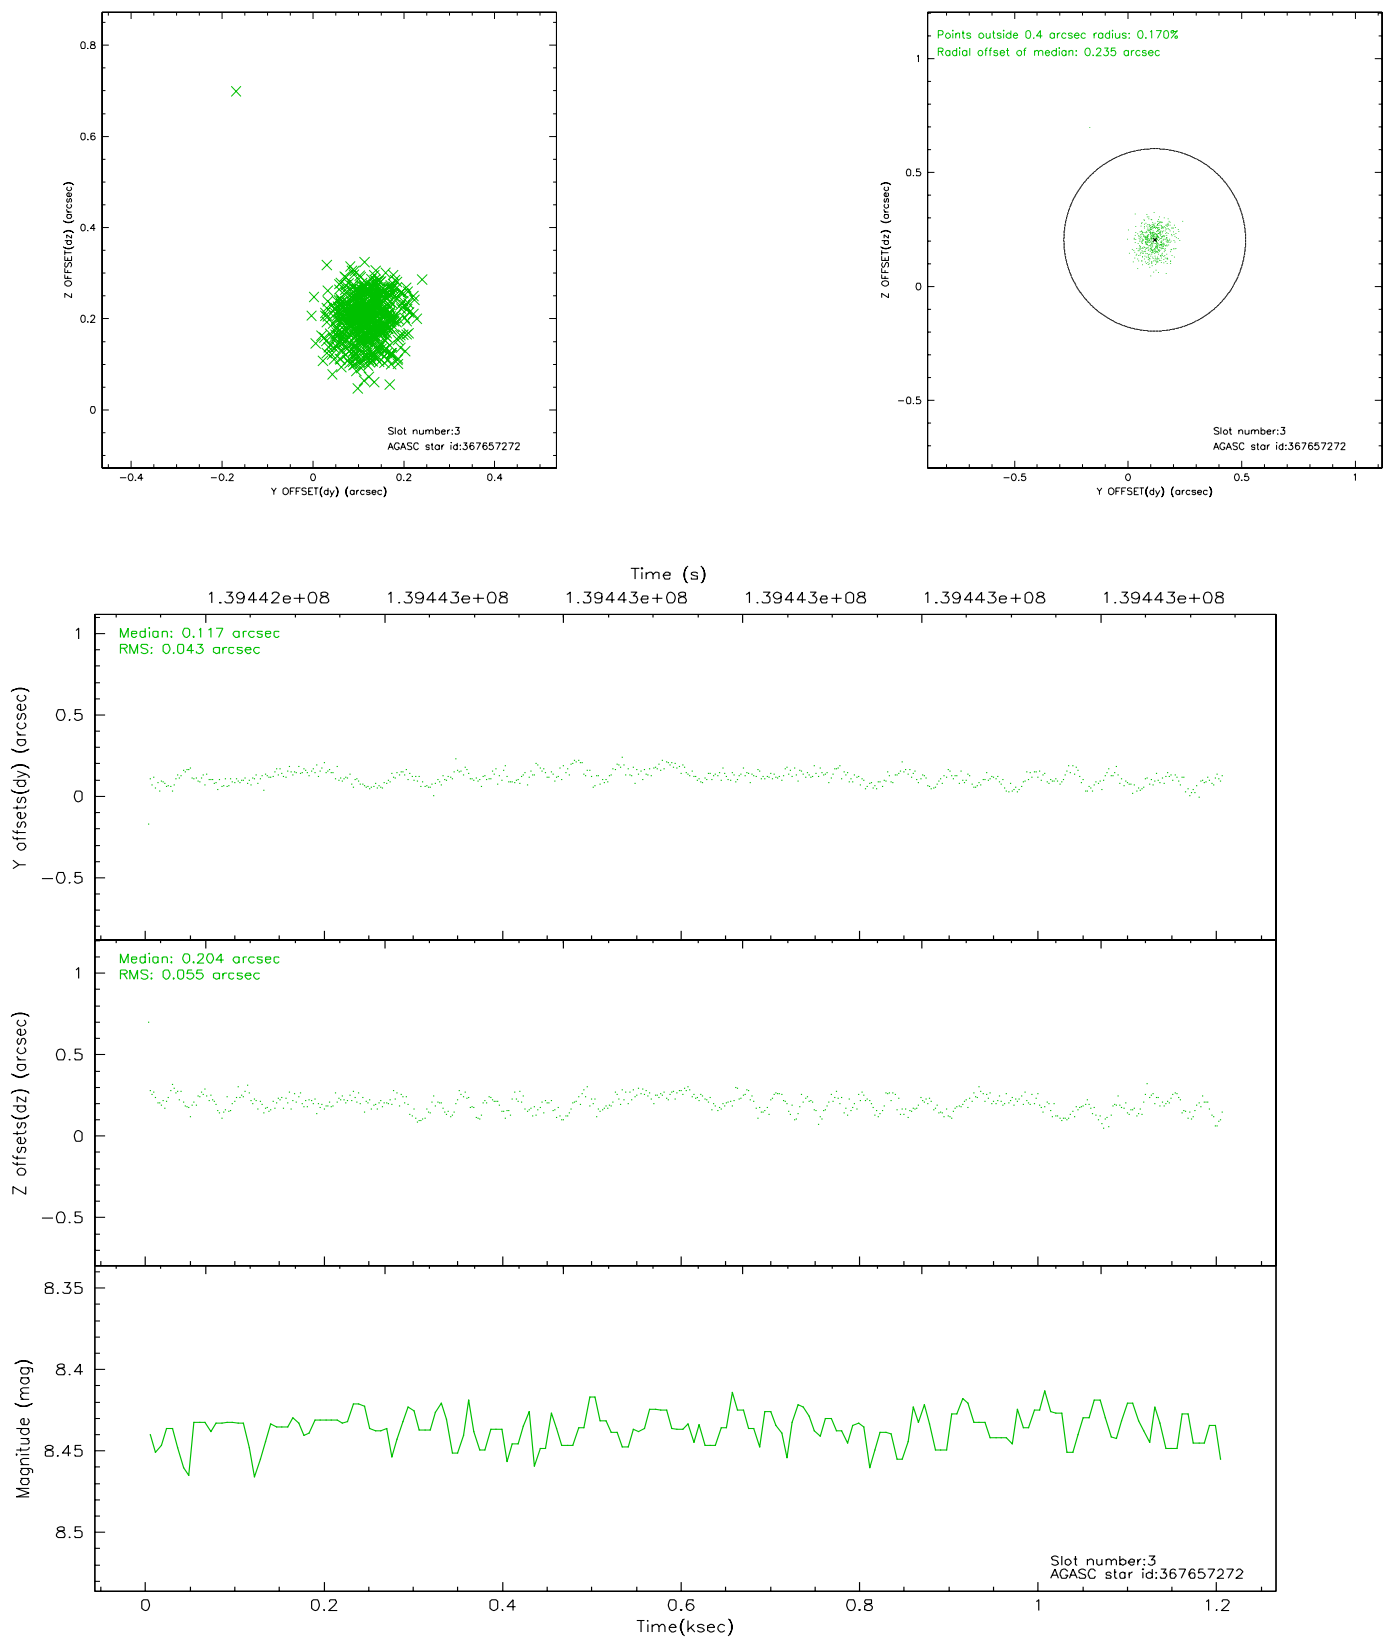 0.8
0.6
0.4
0.2
0
Z OFFSET(dz) (arcsec)
−0.4 −0.2 0 0.2 0.4
Y OFFSET(dy) (arcsec)
Slot number:3
AGASC star id:367657272
Points outside 0.4 arcsec radius: 0.170%
Radial offset of median: 0.235 arcsec
1
0.5
0
−0.5
Z OFFSET(dz) (arcsec)
−0.5 0 0.5 1
Y OFFSET(dy) (arcsec)
Slot number:3
AGASC star id:367657272
Time (s)
1.39442e+08 1.39443e+08 1.39443e+08 1.39443e+08 1.39443e+08 1.39443e+08
Median: 0.117 arcsec
RMS: 0.043 arcsec
1
0.5
0
−0.5
Y offsets(dy) (arcsec)
Median: 0.204 arcsec
RMS: 0.055 arcsec
1
0.5
0
−0.5
Z offsets(dz) (arcsec)
8.35
8.4
8.45
8.5
Magnitude (mag)
Slot number:3
AGASC star id:367657272
0 0.2 0.4 0.6 0.8 1 1.2
Time(ksec)